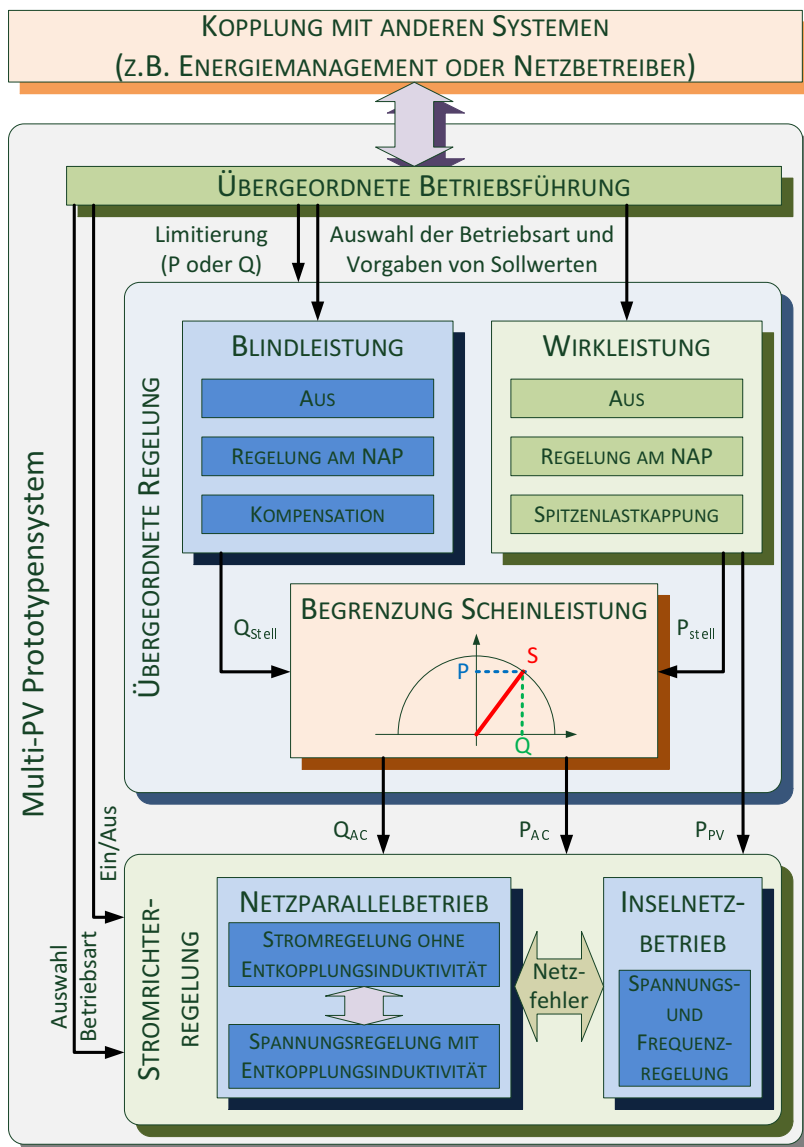 Kopplung mit anderen Systemen
(z.B. Energiemanagement oder Netzbetreiber)
Übergeordnete Betriebsführung
Limitierung
(P oder Q)
Auswahl der Betriebsart und
Vorgaben von Sollwerten
Multi-PV Prototypensystem
Übergeordnete Regelung
Blindleistung
Aus
Regelung am NAP
Kompensation
Wirkleistung
Aus
Regelung am NAP
Spitzenlastkappung
QStell
Pstell
Begrenzung Scheinleistung
P
S
Q
QAC
PAC
PPV
Ein/Aus
Auswahl
Betriebsart
Stromrichter-
regelung
Netzparallelbetrieb
Stromregelung ohne
Entkopplungsinduktivität
Spannungsregelung mit
Entkopplungsinduktivität
Netz-
fehler
Inselnetz-
betrieb
Spannungs-
und
Frequenz-
regelung